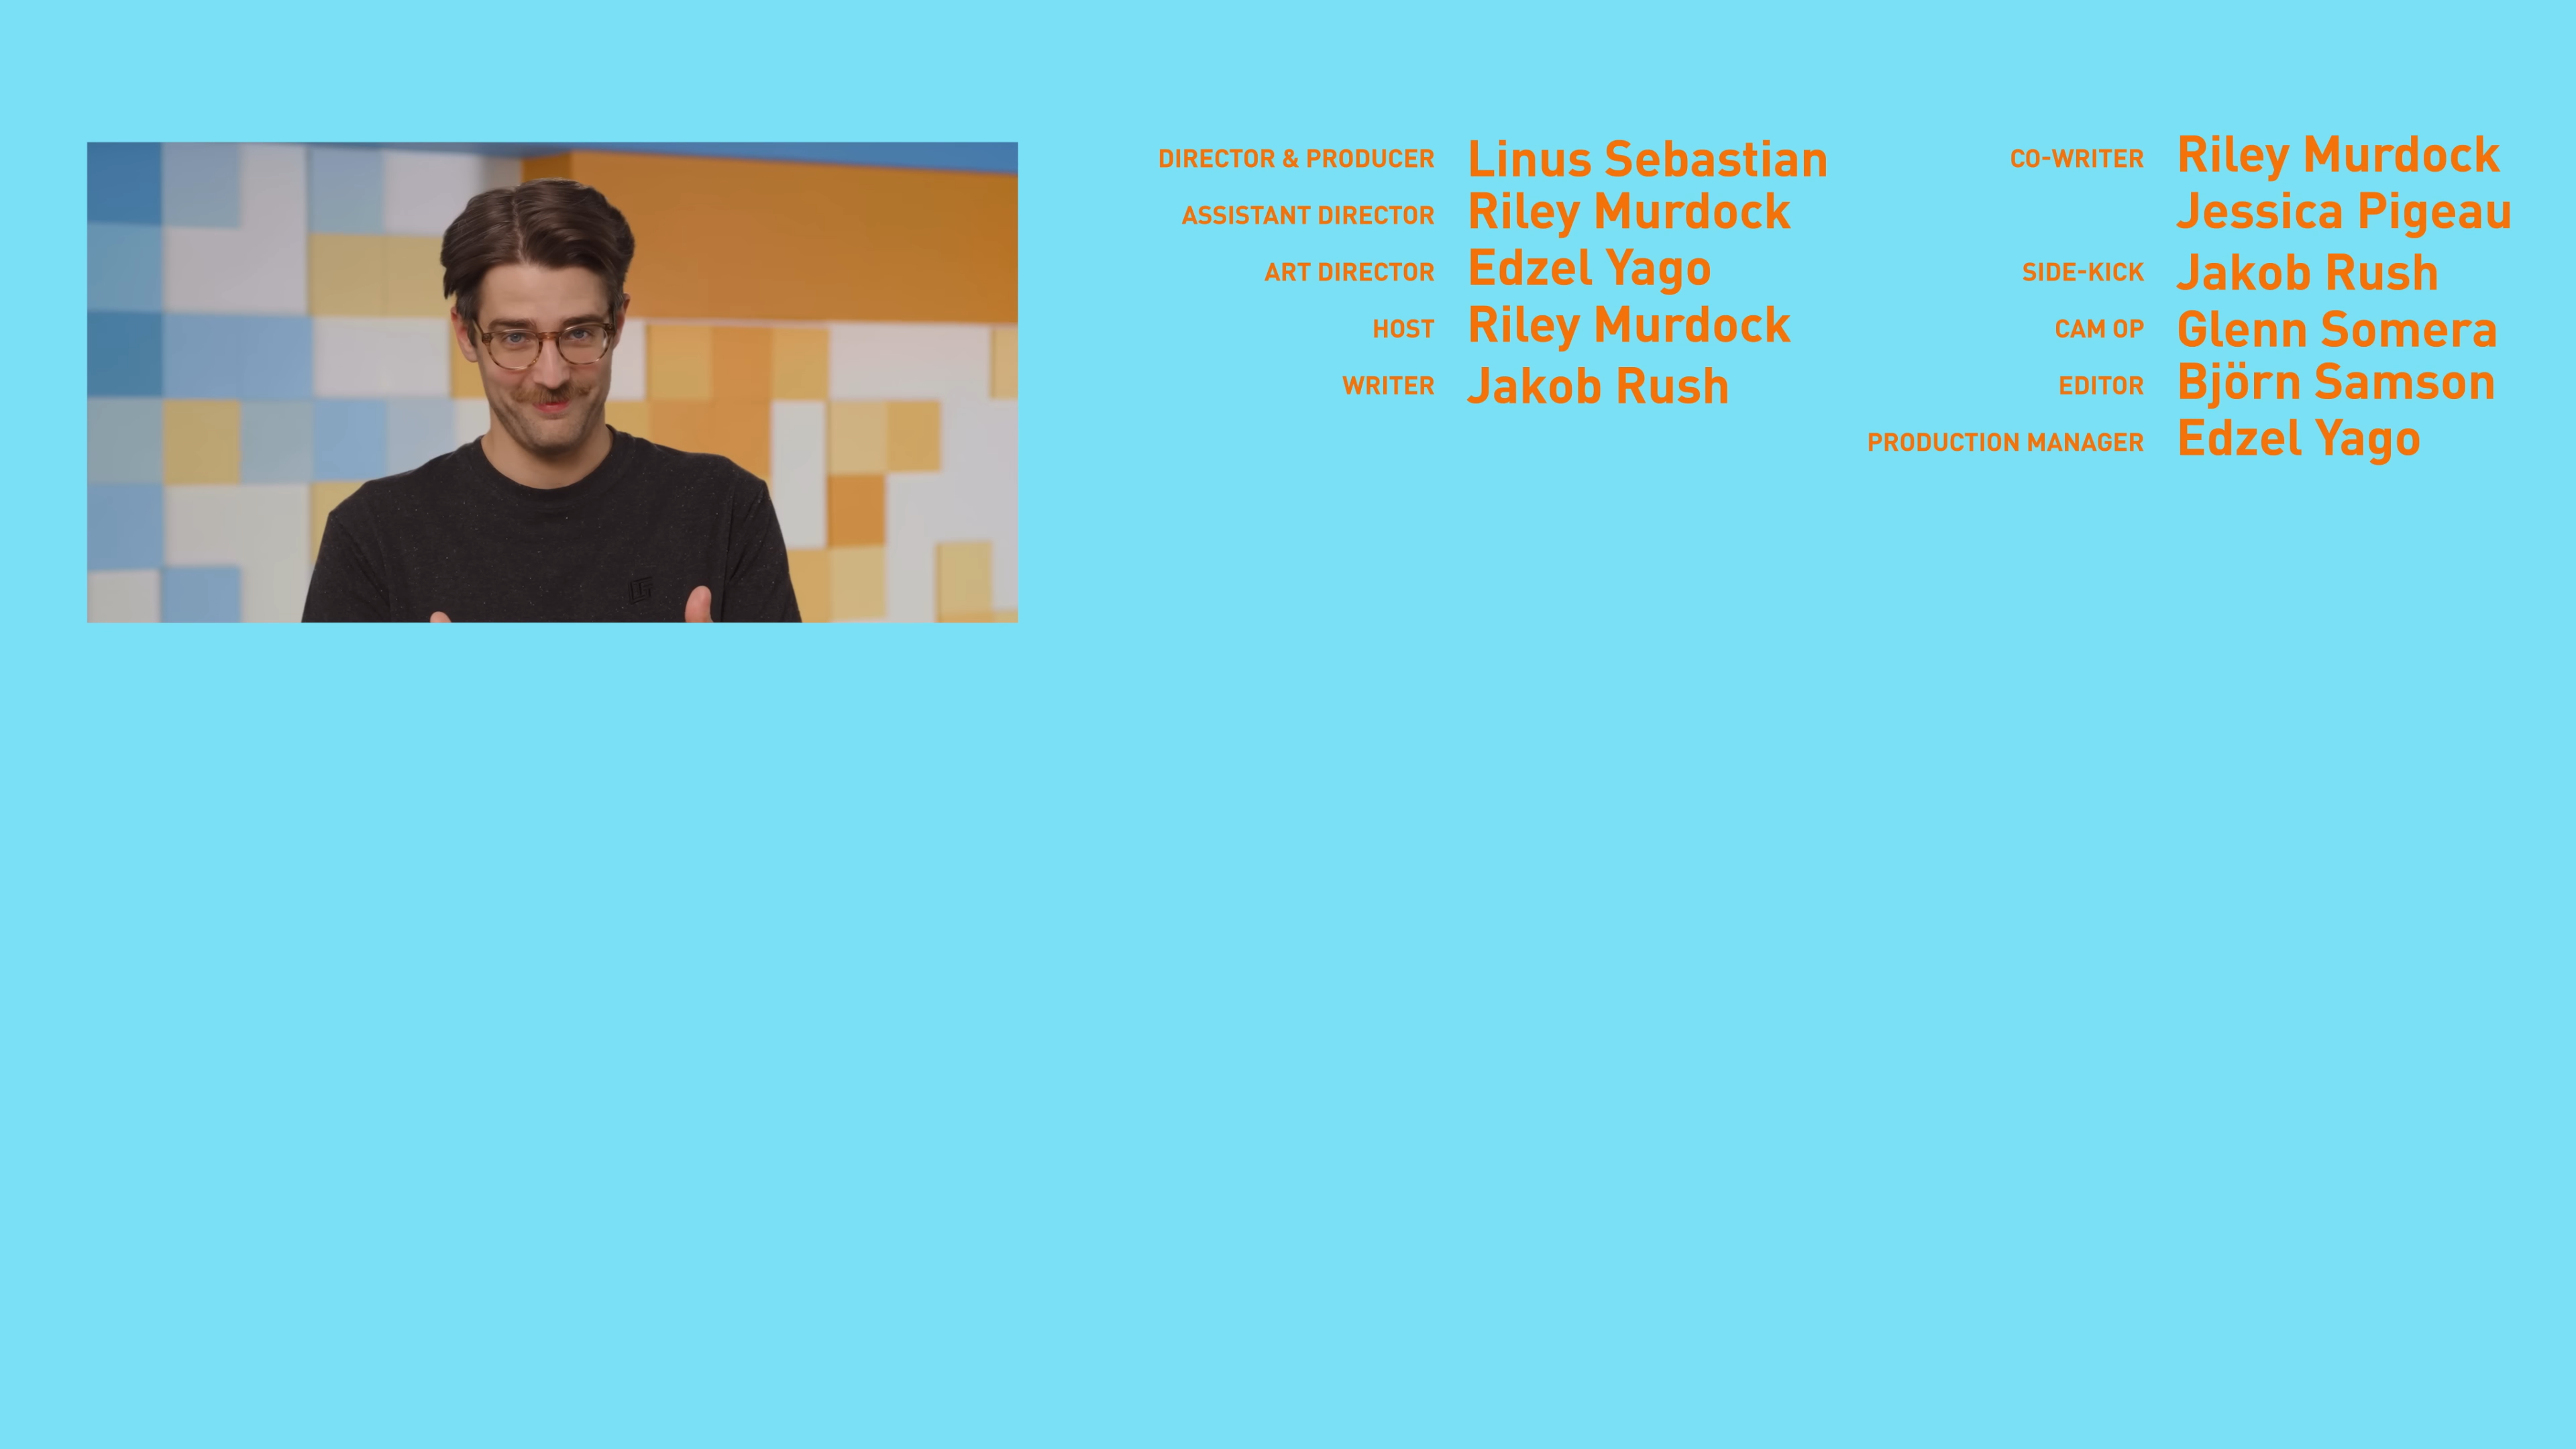 DIRECTOR & PRODUCER Linus Sebastian
ASSISTANT DIRECTOR Riley Murdock
ART DIRECTOR Edzel Yago
HOST Riley Murdock
WRITER Jakob Rush
CO-WRITER Riley Murdock
Jessica Pigeau
SIDE-KICK Jakob Rush
CAM OP Glenn Somera
EDITOR Björn Samson
PRODUCTION MANAGER Edzel Yago